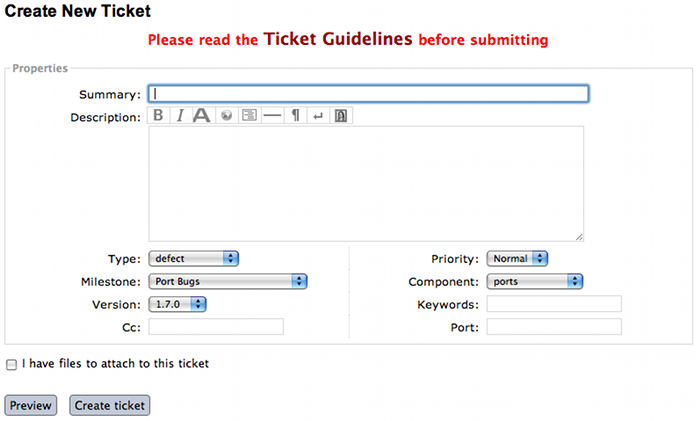 Create New Ticket
Please read the Ticket Guidelines before submitting
Properties
Summary:
Description: B I A ¶ ↵ A
Type: defect Priority: Normal
Milestone: Port Bugs Component: ports
Version: 1.7.0 Keywords:
Cc: Port:
I have files to attach to this ticket
Preview Create ticket